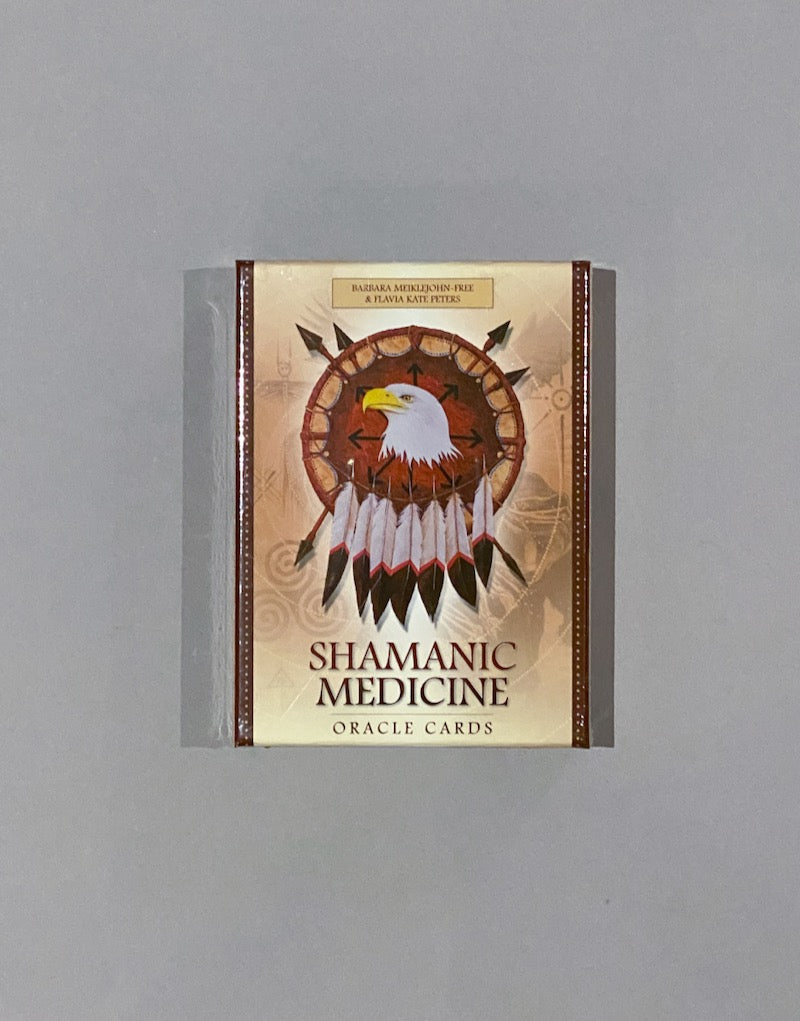 BARBARA MEIKLEJOHN-FREE
& FLAVIA KATE PETERS
SHAMANIC
MEDICINE
ORACLE CARDS